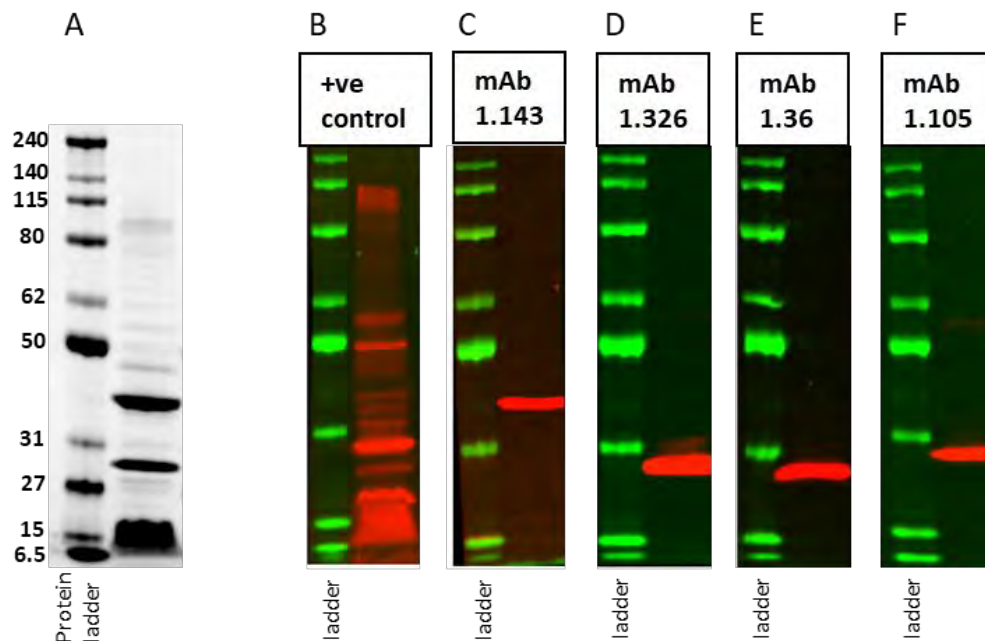 A
B
C
D
E
F
+ve
control
mAb
1.143
mAb
1.326
mAb
1.36
mAb
1.105
240
140
115
80
62
50
31
27
15
6.5
Protein
ladder
ladder
ladder
ladder
ladder
ladder